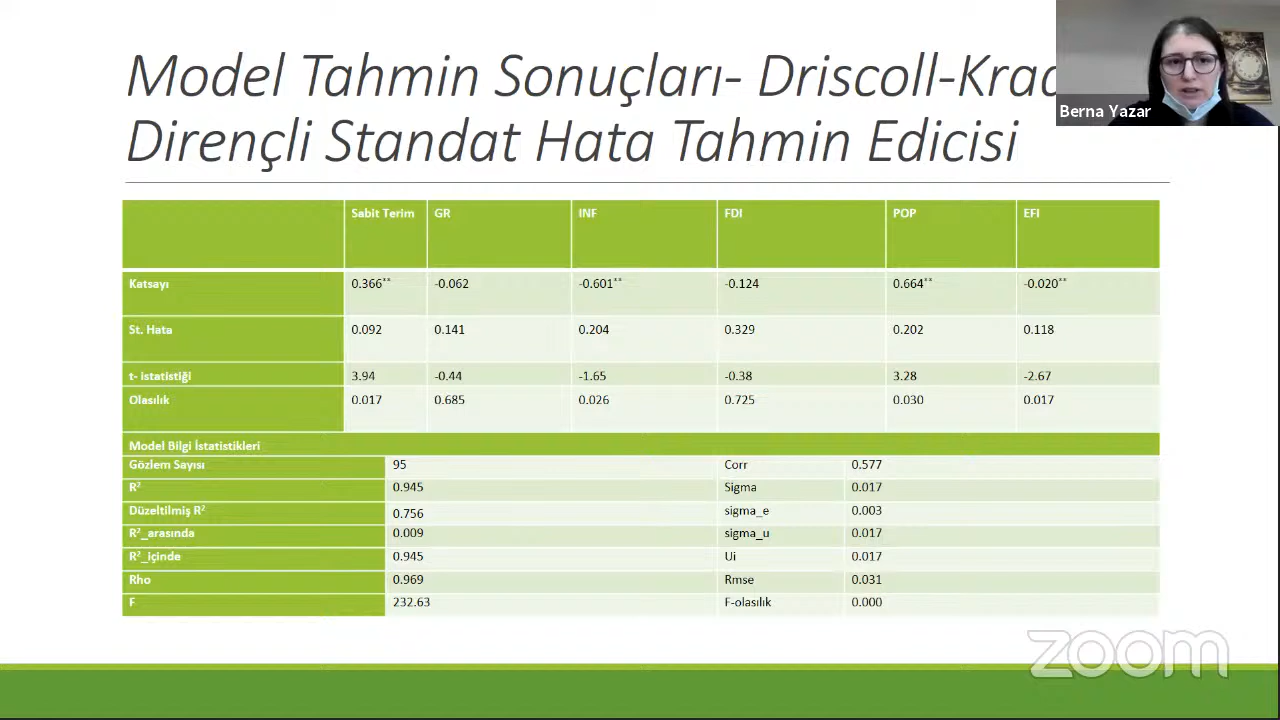 Model Tahmin Sonuçları- Driscoll-Kraa
Dirençli Standat Hata Tahmin Edicisi
Berna Yazar
Sabit Terim GR INF FDI POP EFI
Katsayı 0.366** -0.062 -0.601** -0.124 0.664** -0.020**
St. Hata 0.092 0.141 0.204 0.329 0.202 0.118
t- istatistiği 3.94 -0.44 -1.65 -0.38 3.28 -2.67
Olasılık 0.017 0.685 0.026 0.725 0.030 0.017
Model Bilgi İstatistikleri
Gözlem Sayısı 95 Corr 0.577
R² 0.945 Sigma 0.017
Düzeltilmiş R² 0.756 sigma_e 0.003
R²_arasında 0.009 sigma_u 0.017
R²_içinde 0.945 Ui 0.017
Rho 0.969 Rmse 0.031
F 232.63 F-olasılık 0.000
zoom